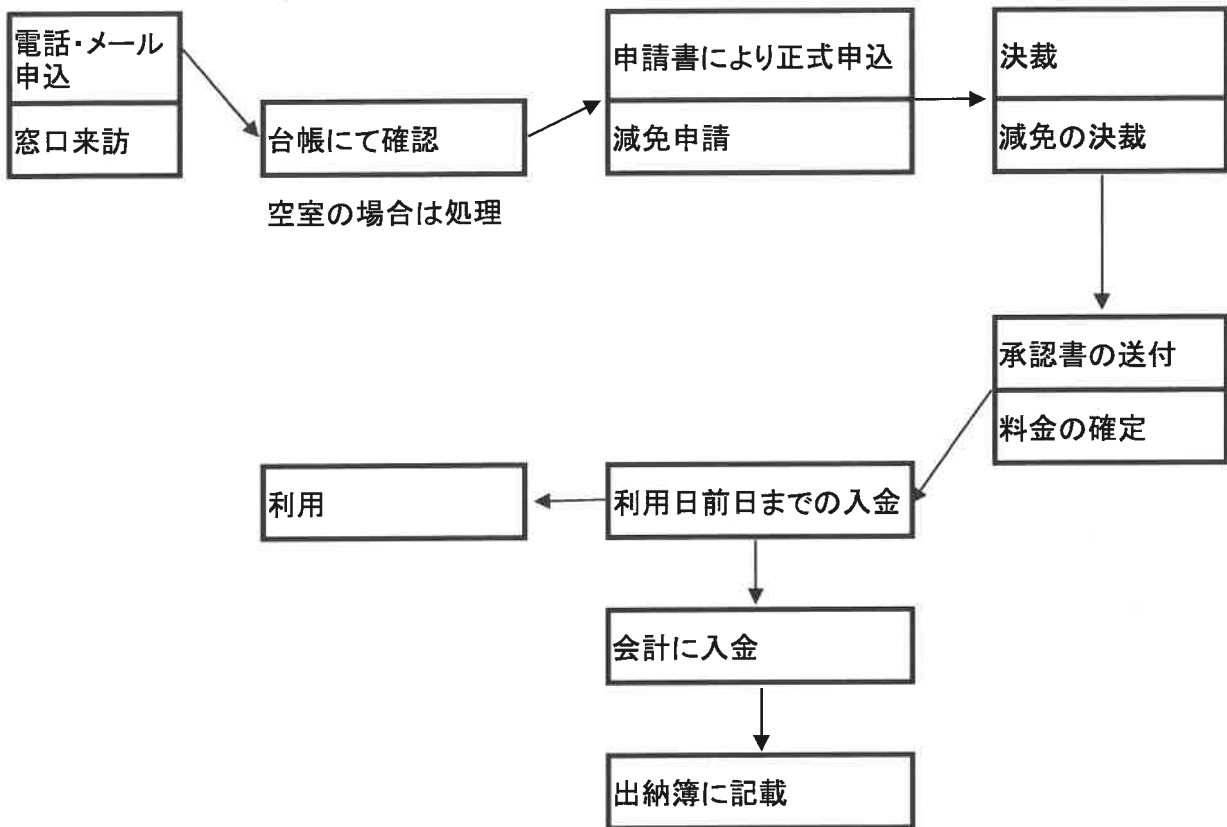 電話・メール
申込
窓口来訪
台帳にて確認
空室の場合は処理
申請書により正式申込
減免申請
決裁
減免の決裁
承認書の送付
料金の確定
利用日前日までの入金
利用
会計に入金
出納簿に記載